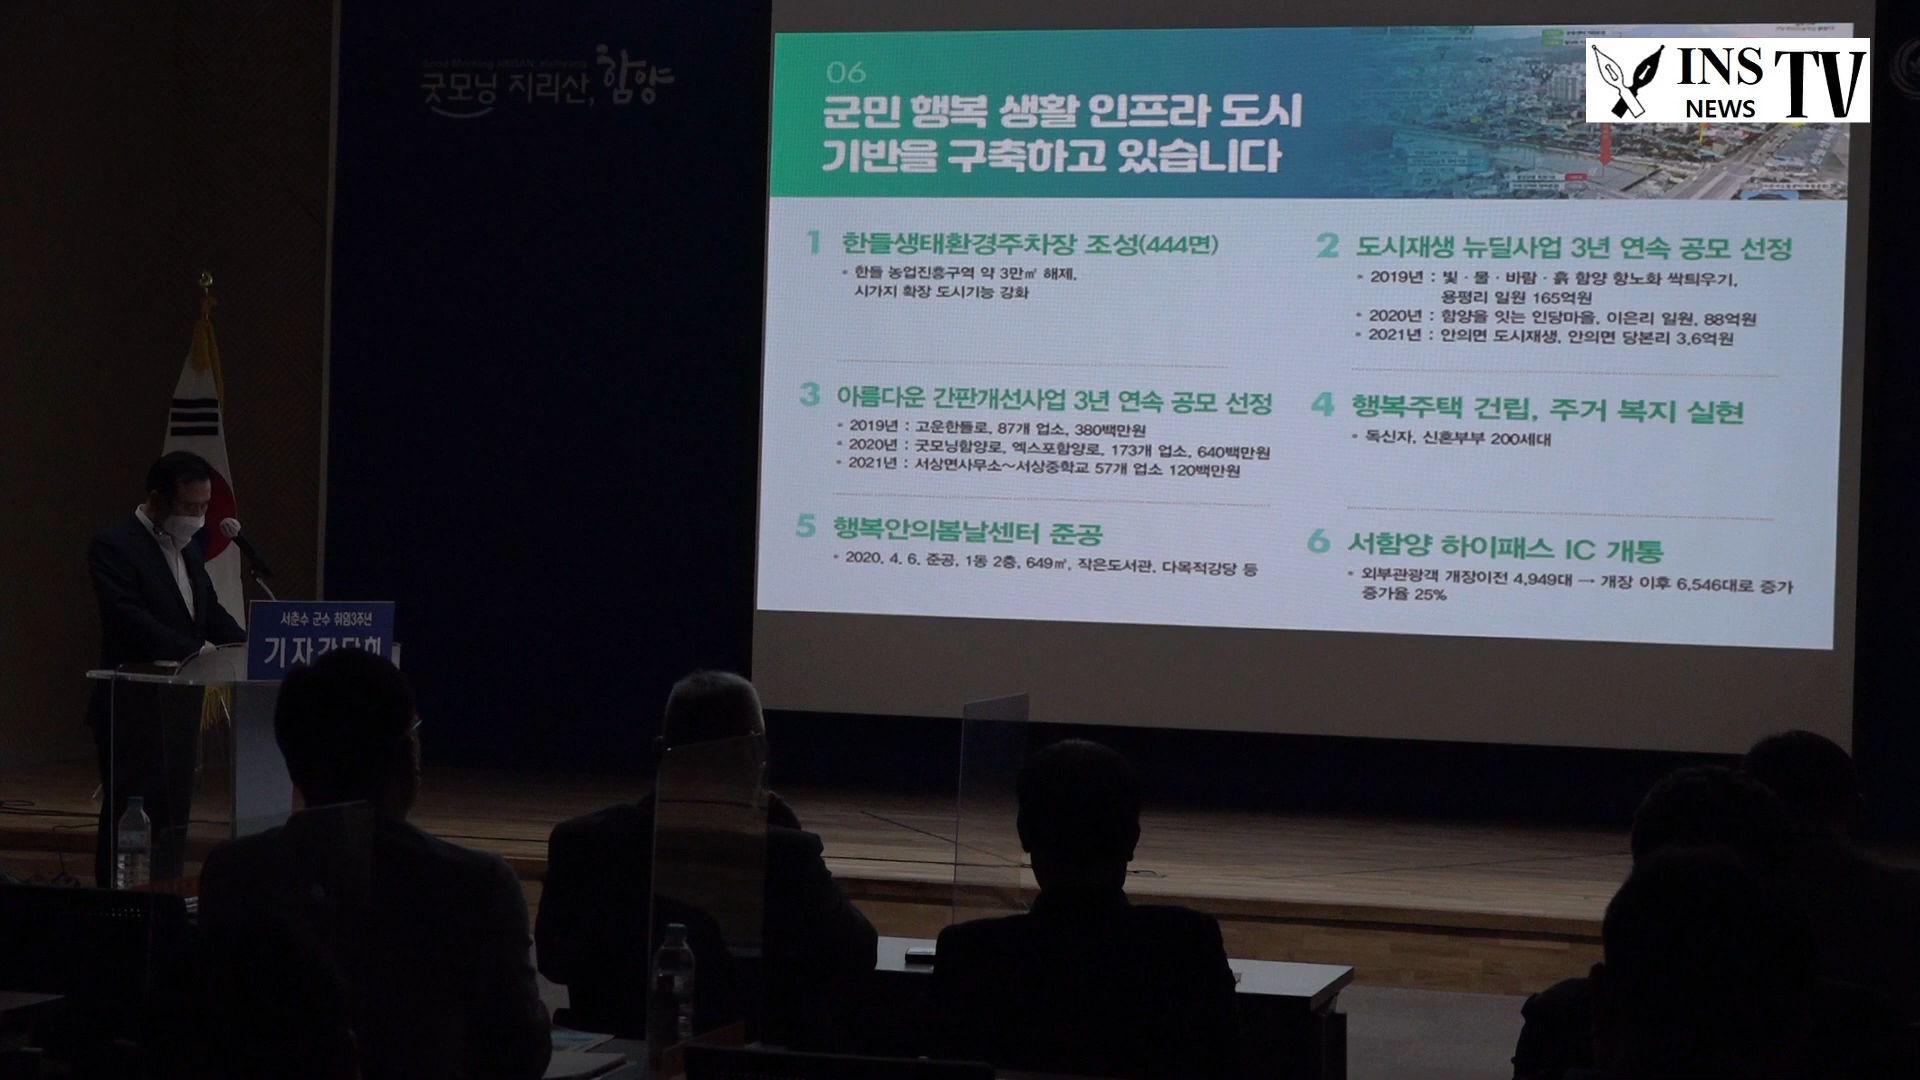 굿모닝 지리산, 함양
INS
NEWS
TV
06
군민 행복 생활 인프라 도시
기반을 구축하고 있습니다
1 한들생태환경주차장 조성(444면)
• 한들 농업진흥구역 약 3만㎡ 해제,
시가지 확장 도시기능 강화
2 도시재생 뉴딜사업 3년 연속 공모 선정
• 2019년 : 빛 · 물 · 바람 · 흙 함양 항노화 싹틔우기,
용평리 일원 165억원
• 2020년 : 함양을 잇는 인당마을, 이은리 일원, 88억원
• 2021년 : 안의면 도시재생, 안의면 당본리 3.6억원
3 아름다운 간판개선사업 3년 연속 공모 선정
• 2019년 : 고운한들로, 87개 업소, 380백만원
• 2020년 : 굿모닝함양로, 엑스포함양로, 173개 업소, 640백만원
• 2021년 : 서상면사무소~서상중학교 57개 업소 120백만원
4 행복주택 건립, 주거 복지 실현
• 독신자, 신혼부부 200세대
5 행복안의봄날센터 준공
• 2020. 4. 6. 준공, 1동 2층, 649㎡, 작은도서관, 다목적강당 등
6 서함양 하이패스 IC 개통
• 외부관광객 개장이전 4,949대 → 개장 이후 6,546대로 증가
증가율 25%
서춘수 군수 취임3주년
기자간담회